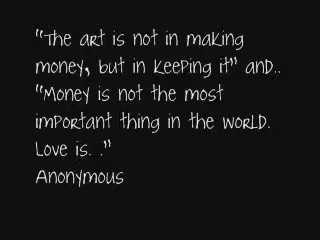 "The art is not in making
money, but in keeping it" and..
"Money is not the most
important thing in the world.
Love is. ."
Anonymous